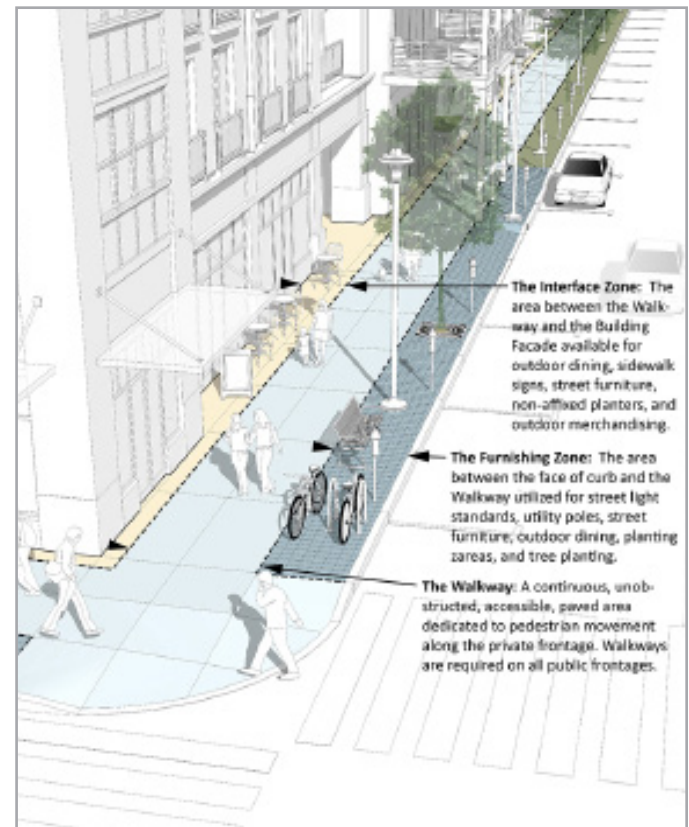 The Interface Zone: The
area between the Walk-
way and the Building
Facade available for
outdoor dining, sidewalk
signs, street furniture,
non-affixed planters, and
outdoor merchandising.
The Furnishing Zone: The area
between the face of curb and the
Walkway utilized for street light
standards, utility poles, street
furniture, outdoor dining, planting
zareas, and tree planting.
The Walkway: A continuous, unob-
structed, accessible, paved area
dedicated to pedestrian movement
along the private frontage. Walkways
are required on all public frontages.